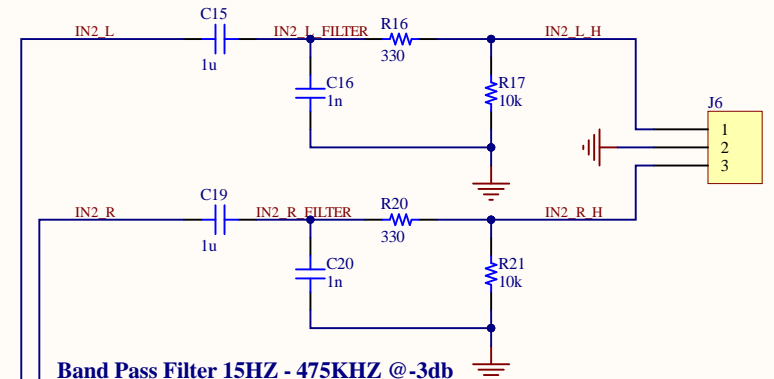 C15
IN2_L
IN2_L_FILTER
R16
IN2_L_H
1u
330
C16
1n
R17
10k
J6
1
2
3
C19
IN2_R
IN2_R_FILTER
R20
IN2_R_H
1u
330
C20
1n
R21
10k
Band Pass Filter 15HZ - 475KHZ @-3db